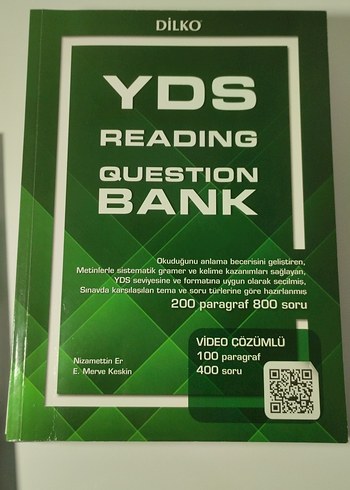 DİLKO
YDS
READING
QUESTION
BANK
Okuduğunu anlama becerisini geliştiren,
Metinlerle sistematik gramer ve kelime kazanımları sağlayan,
YDS seviyesine ve formatına uygun olarak seçilmiş,
Sınavda karşılaşılan tema ve soru türlerine göre hazırlanmış
200 paragraf 800 soru
VİDEO ÇÖZÜMLÜ
100 paragraf
400 soru
Nizamettin Er
E. Merve Keskin